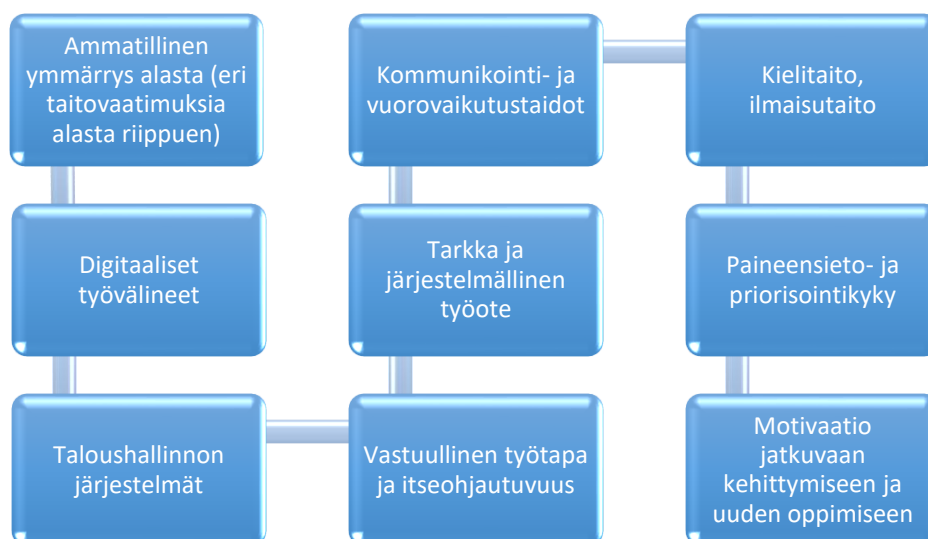 Ammatillinen
ymmärrys alasta (eri
taitovaatimuksia
alasta riippuen)
Digitaaliset
työvälineet
Taloushallinnon
järjestelmät
Vastuullinen työtapa
ja itseohjautuvuus
Tarkka ja
järjestelmällinen
työote
Kommunikointi- ja
vuorovaikutustaidot
Kielitaito,
ilmaisutaito
Paineensieto- ja
priorisointikyky
Motivaatio
jatkuvaan
kehittymiseen ja
uuden oppimiseen